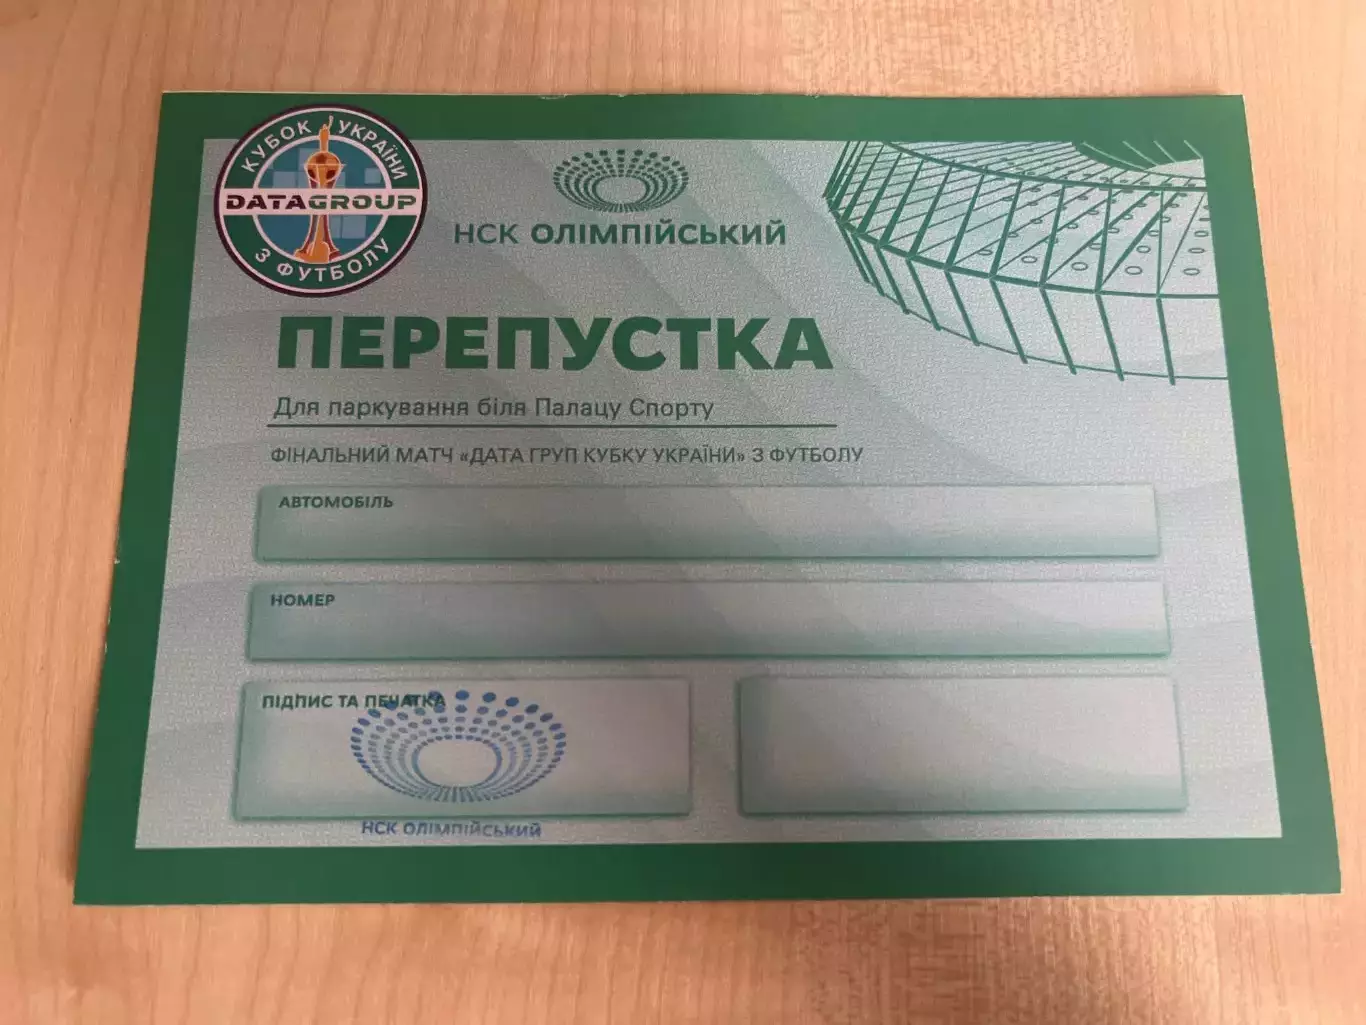 КУБОК УКРАЇНИ
DATAGROUP
З ФУТБОЛУ
НСК ОЛІМПІЙСЬКИЙ
ПЕРЕПУСТКА
Для паркування біля Палацу Спорту
ФІНАЛЬНИЙ МАТЧ «ДАТА ГРУП КУБКУ УКРАЇНИ» З ФУТБОЛУ
АВТОМОБІЛЬ
НОМЕР
ПІДПИС ТА ПЕЧАТКА
НСК ОЛІМПІЙСЬКИЙ